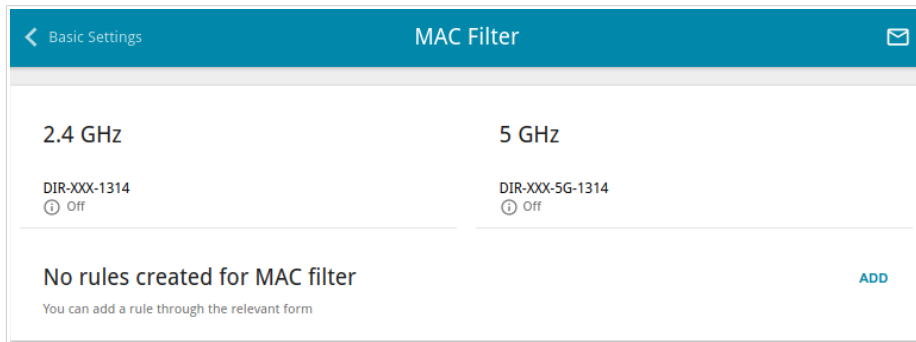 Basic Settings
MAC Filter
2.4 GHz
DIR-XXX-1314
Off
5 GHz
DIR-XXX-5G-1314
Off
No rules created for MAC filter
ADD
You can add a rule through the relevant form